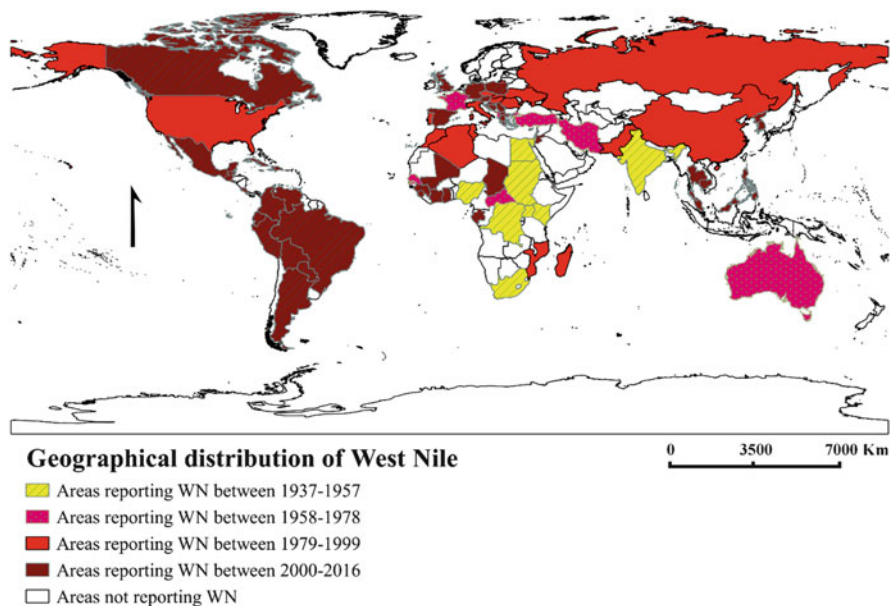 Geographical distribution of West Nile
0 3500 7000 Km
Areas reporting WN between 1937-1957
Areas reporting WN between 1958-1978
Areas reporting WN between 1979-1999
Areas reporting WN between 2000-2016
Areas not reporting WN